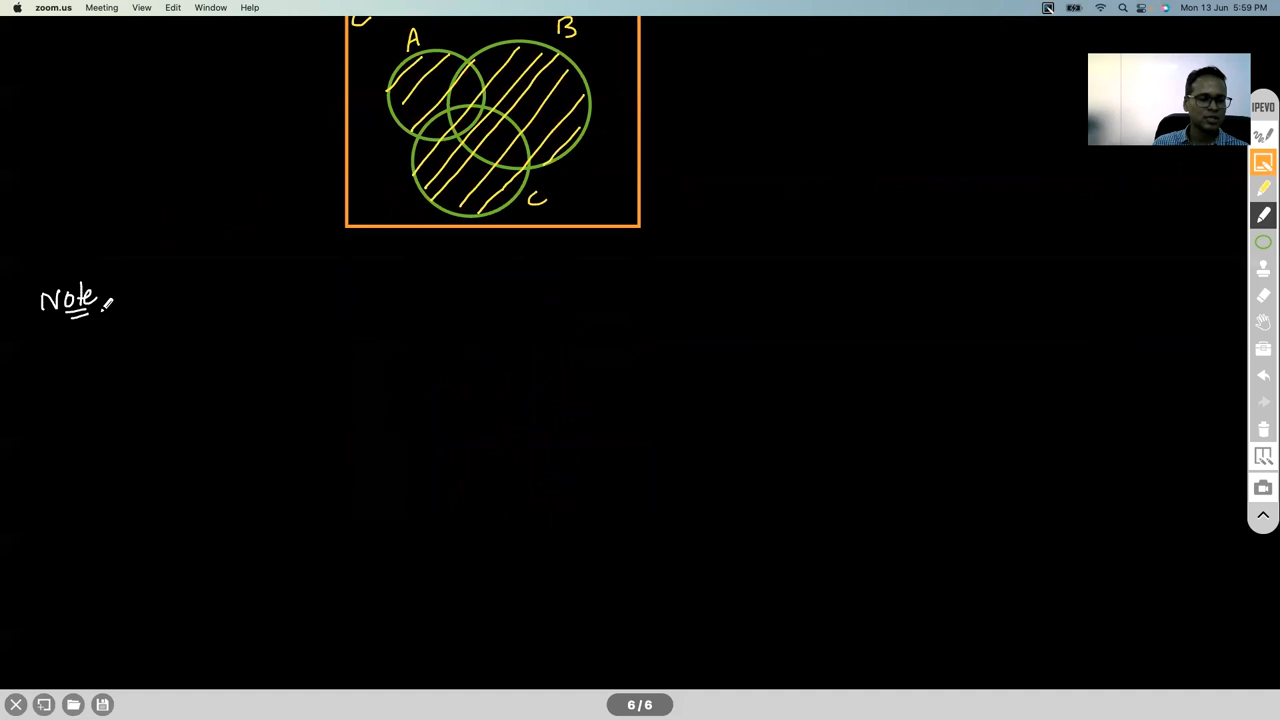 zoom.us Meeting View Edit Window Help Mon 13 Jun 5:59 PM
A
B
IPEVO
C
Note
6/6